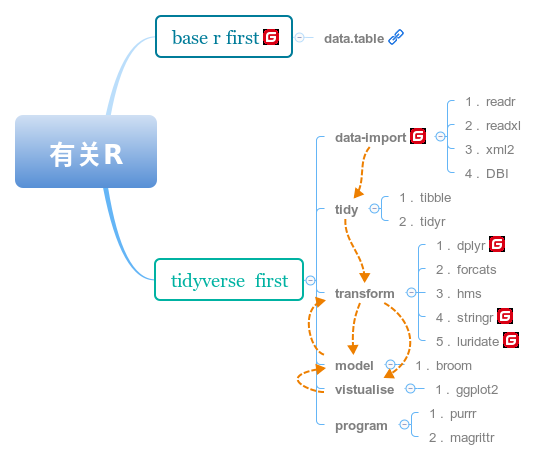 base r first
data.table
有关R
data-import
1 . readr
2 . readxl
3 . xml2
4 . DBI
tidy
1 . tibble
2 . tidyr
tidyverse first
transform
1 . dplyr
2 . forcats
3 . hms
4 . stringr
5 . luridate
model
1 . broom
vistualise
1 . ggplot2
program
1 . purrr
2 . magrittr